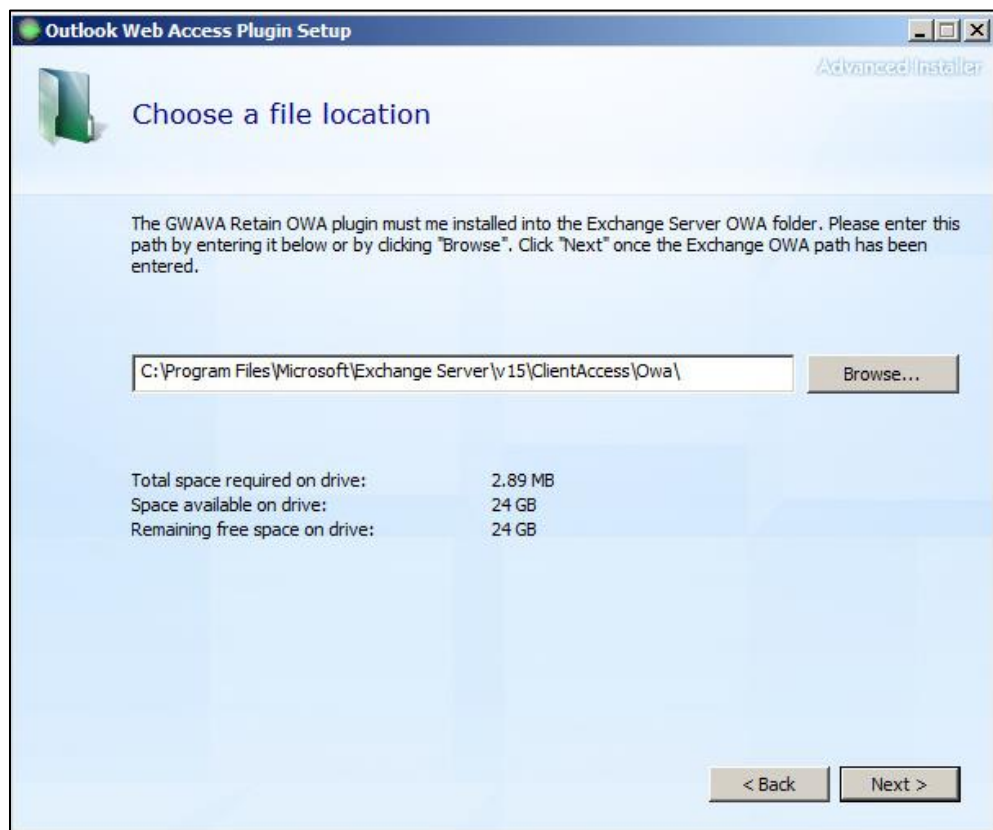 Outlook Web Access Plugin Setup
Advanced Installer
Choose a file location
The GWAVA Retain OWA plugin must me installed into the Exchange Server OWA folder. Please enter this
path by entering it below or by clicking "Browse". Click "Next" once the Exchange OWA path has been
entered.
C:\Program Files\Microsoft\Exchange Server\v15\ClientAccess\Owa\
Browse...
Total space required on drive: 2.89 MB
Space available on drive: 24 GB
Remaining free space on drive: 24 GB
< Back
Next >